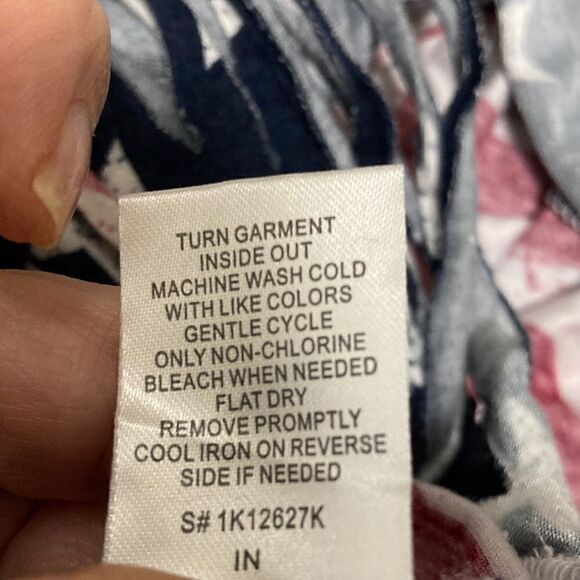 TURN GARMENT
INSIDE OUT
MACHINE WASH COLD
WITH LIKE COLORS
GENTLE CYCLE
ONLY NON-CHLORINE
BLEACH WHEN NEEDED
FLAT DRY
REMOVE PROMPTLY
COOL IRON ON REVERSE
SIDE IF NEEDED
S# 1K12627K
IN